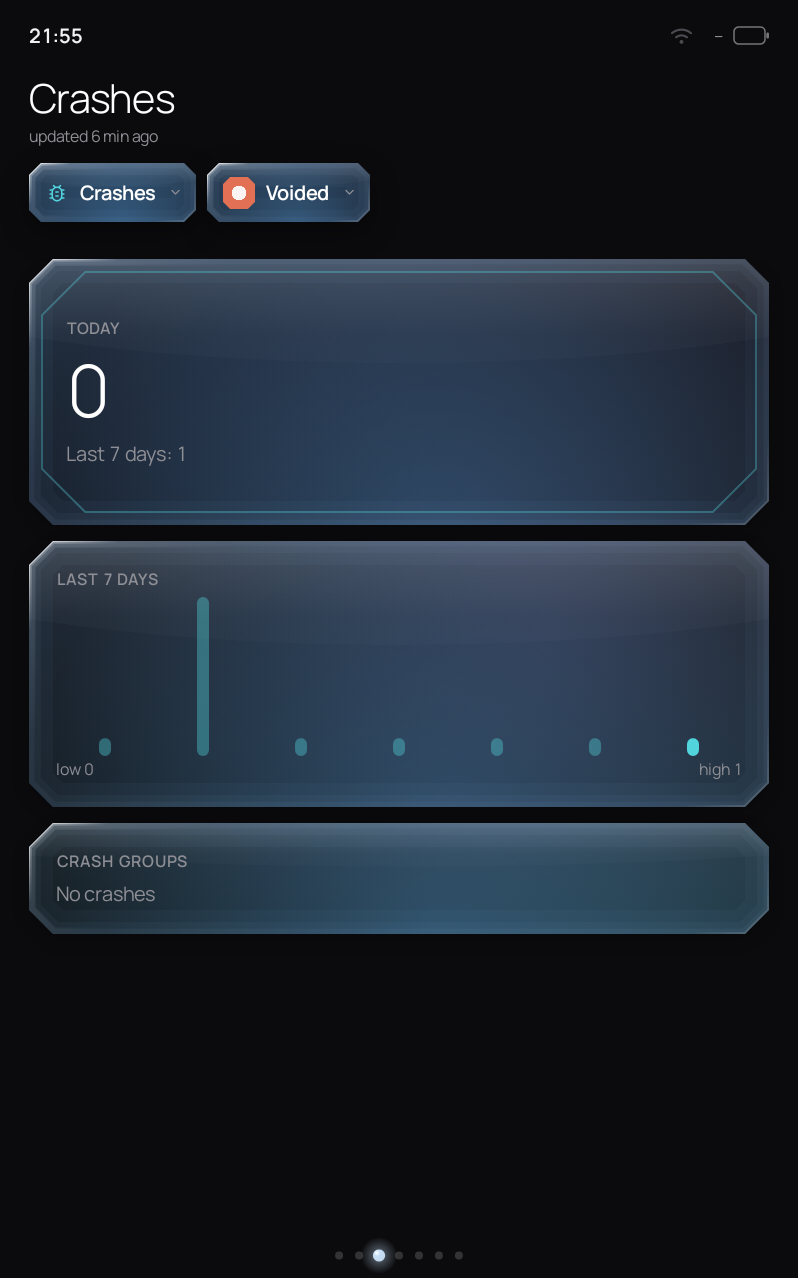 21:55
–
Crashes
updated 6 min ago
Crashes
Voided
TODAY
0
Last 7 days: 1
LAST 7 DAYS
low 0
high 1
CRASH GROUPS
No crashes